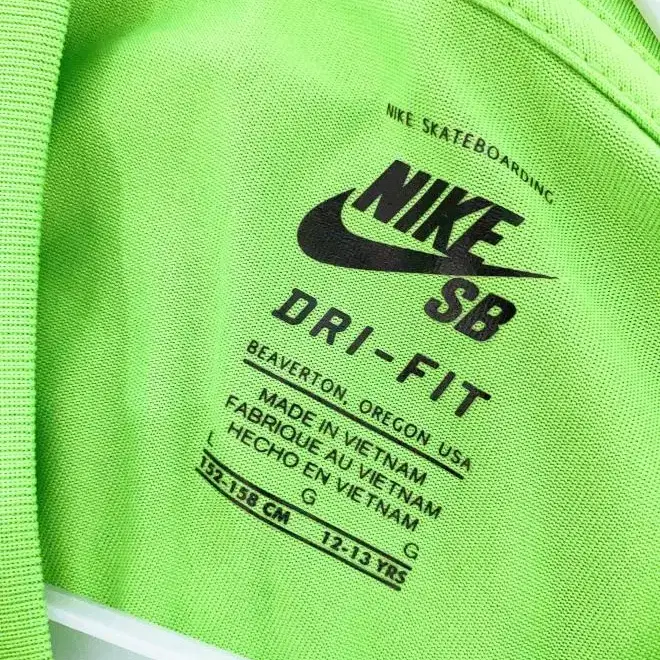 NIKE SKATEBOARDING
NIKE
SB
DRI-FIT
BEAVERTON, OREGON USA
MADE IN VIETNAM
FABRIQUE AU VIETNAM
HECHO EN VIETNAM
L G G
152-158 CM 12-13 YRS